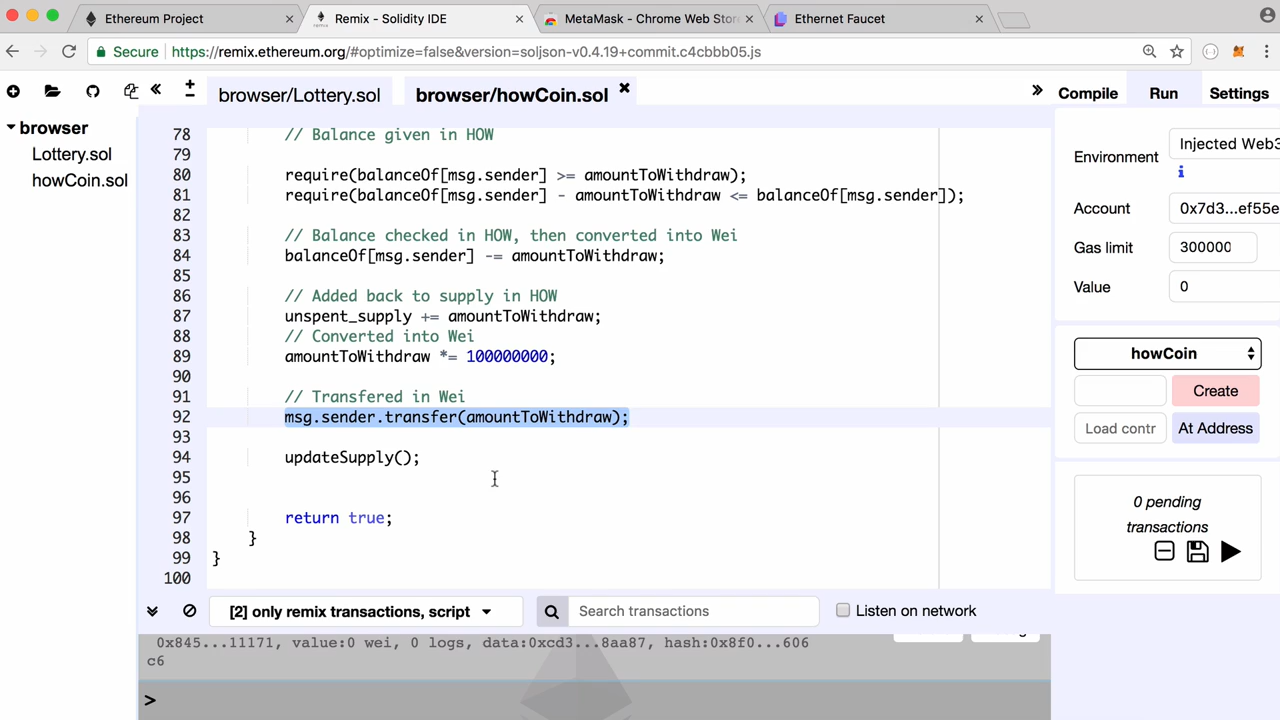 Ethereum Project
Remix - Solidity IDE
MetaMask - Chrome Web Store
Ethernet Faucet
Secure https://remix.ethereum.org/#optimize=false&version=soljson-v0.4.19+commit.c4cbbb05.js
browser/Lottery.sol
browser/howCoin.sol
Compile
Run
Settings
browser
Lottery.sol
howCoin.sol
78 // Balance given in HOW
79
80 require(balanceOf[msg.sender] >= amountToWithdraw);
81 require(balanceOf[msg.sender] - amountToWithdraw <= balanceOf[msg.sender]);
82
83 // Balance checked in HOW, then converted into Wei
84 balanceOf[msg.sender] -= amountToWithdraw;
85
86 // Added back to supply in HOW
87 unspent_supply += amountToWithdraw;
88 // Converted into Wei
89 amountToWithdraw *= 100000000;
90
91 // Transfered in Wei
92 msg.sender.transfer(amountToWithdraw);
93
94 updateSupply();
95
96
97 return true;
98 }
99 }
100
Environment Injected Web3
Account 0x7d3...ef55e
Gas limit 300000
Value 0
howCoin
Create
Load contr At Address
0 pending
transactions
[2] only remix transactions, script
Search transactions
Listen on network
0x845...11171, value:0 wei, 0 logs, data:0xcd3...8aa87, hash:0x8f0...606
c6
>